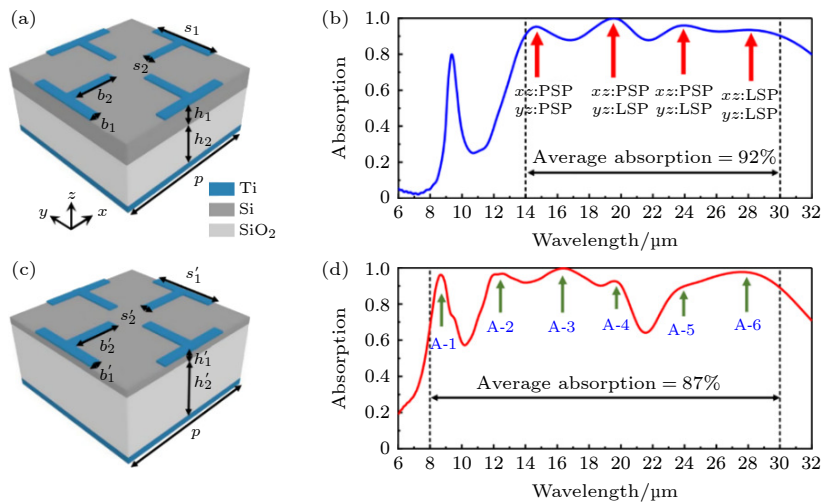 (a)
s₁
s₂
b₂
b₁
h₁
h₂
p
z
y
x
Ti
Si
SiO₂
(b)
Absorption
1.0
0.8
0.6
0.4
0.2
0
xz:PSP xz:PSP xz:PSP xz:LSP
yz:PSP yz:LSP yz:LSP yz:LSP
Average absorption = 92%
6 8 10 12 14 16 18 20 22 24 26 28 30 32
Wavelength/μm
(c)
s′₁
s′₂
b′₂
b′₁
h′₁
h′₂
p
(d)
Absorption
1.0
0.8
0.6
0.4
0.2
0
A-1 A-2 A-3 A-4 A-5 A-6
Average absorption = 87%
6 8 10 12 14 16 18 20 22 24 26 28 30 32
Wavelength/μm